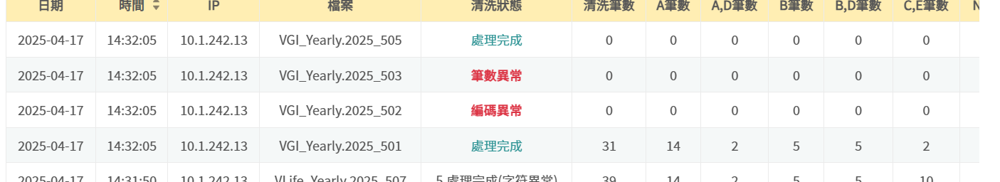 日期 時間 IP 檔案 清洗狀態 清洗筆數 A筆數 A,D筆數 B筆數 B,D筆數 C,E筆數
2025-04-17 14:32:05 10.1.242.13 VGI_Yearly.2025_505 處理完成 0 0 0 0 0 0
2025-04-17 14:32:05 10.1.242.13 VGI_Yearly.2025_503 筆數異常 0 0 0 0 0 0
2025-04-17 14:32:05 10.1.242.13 VGI_Yearly.2025_502 編碼異常 0 0 0 0 0 0
2025-04-17 14:32:05 10.1.242.13 VGI_Yearly.2025_501 處理完成 31 14 2 5 5 2
2025-04-17 14:31:50 10.1.242.13 VLife_Yearly.2025_507 5.處理完成(字符異常) 39 14 2 5 5 10